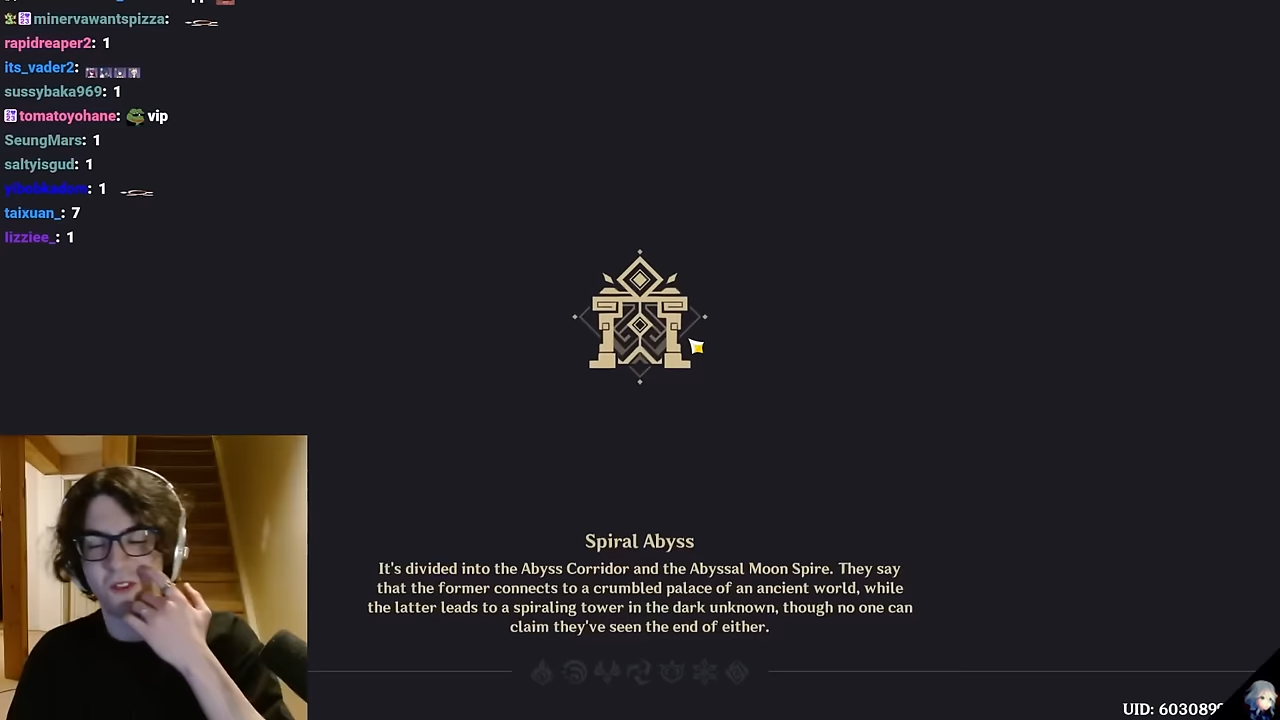 minervawantspizza:
rapidreaper2: 1
its_vader2:
sussybaka969: 1
tomatoyohane: vip
SeungMars: 1
saltyisgud: 1
1
taixuan_: 7
lizziee_: 1
Spiral Abyss
It's divided into the Abyss Corridor and the Abyssal Moon Spire. They say
that the former connects to a crumbled palace of an ancient world, while
the latter leads to a spiraling tower in the dark unknown, though no one can
claim they've seen the end of either.
UID: 6030899